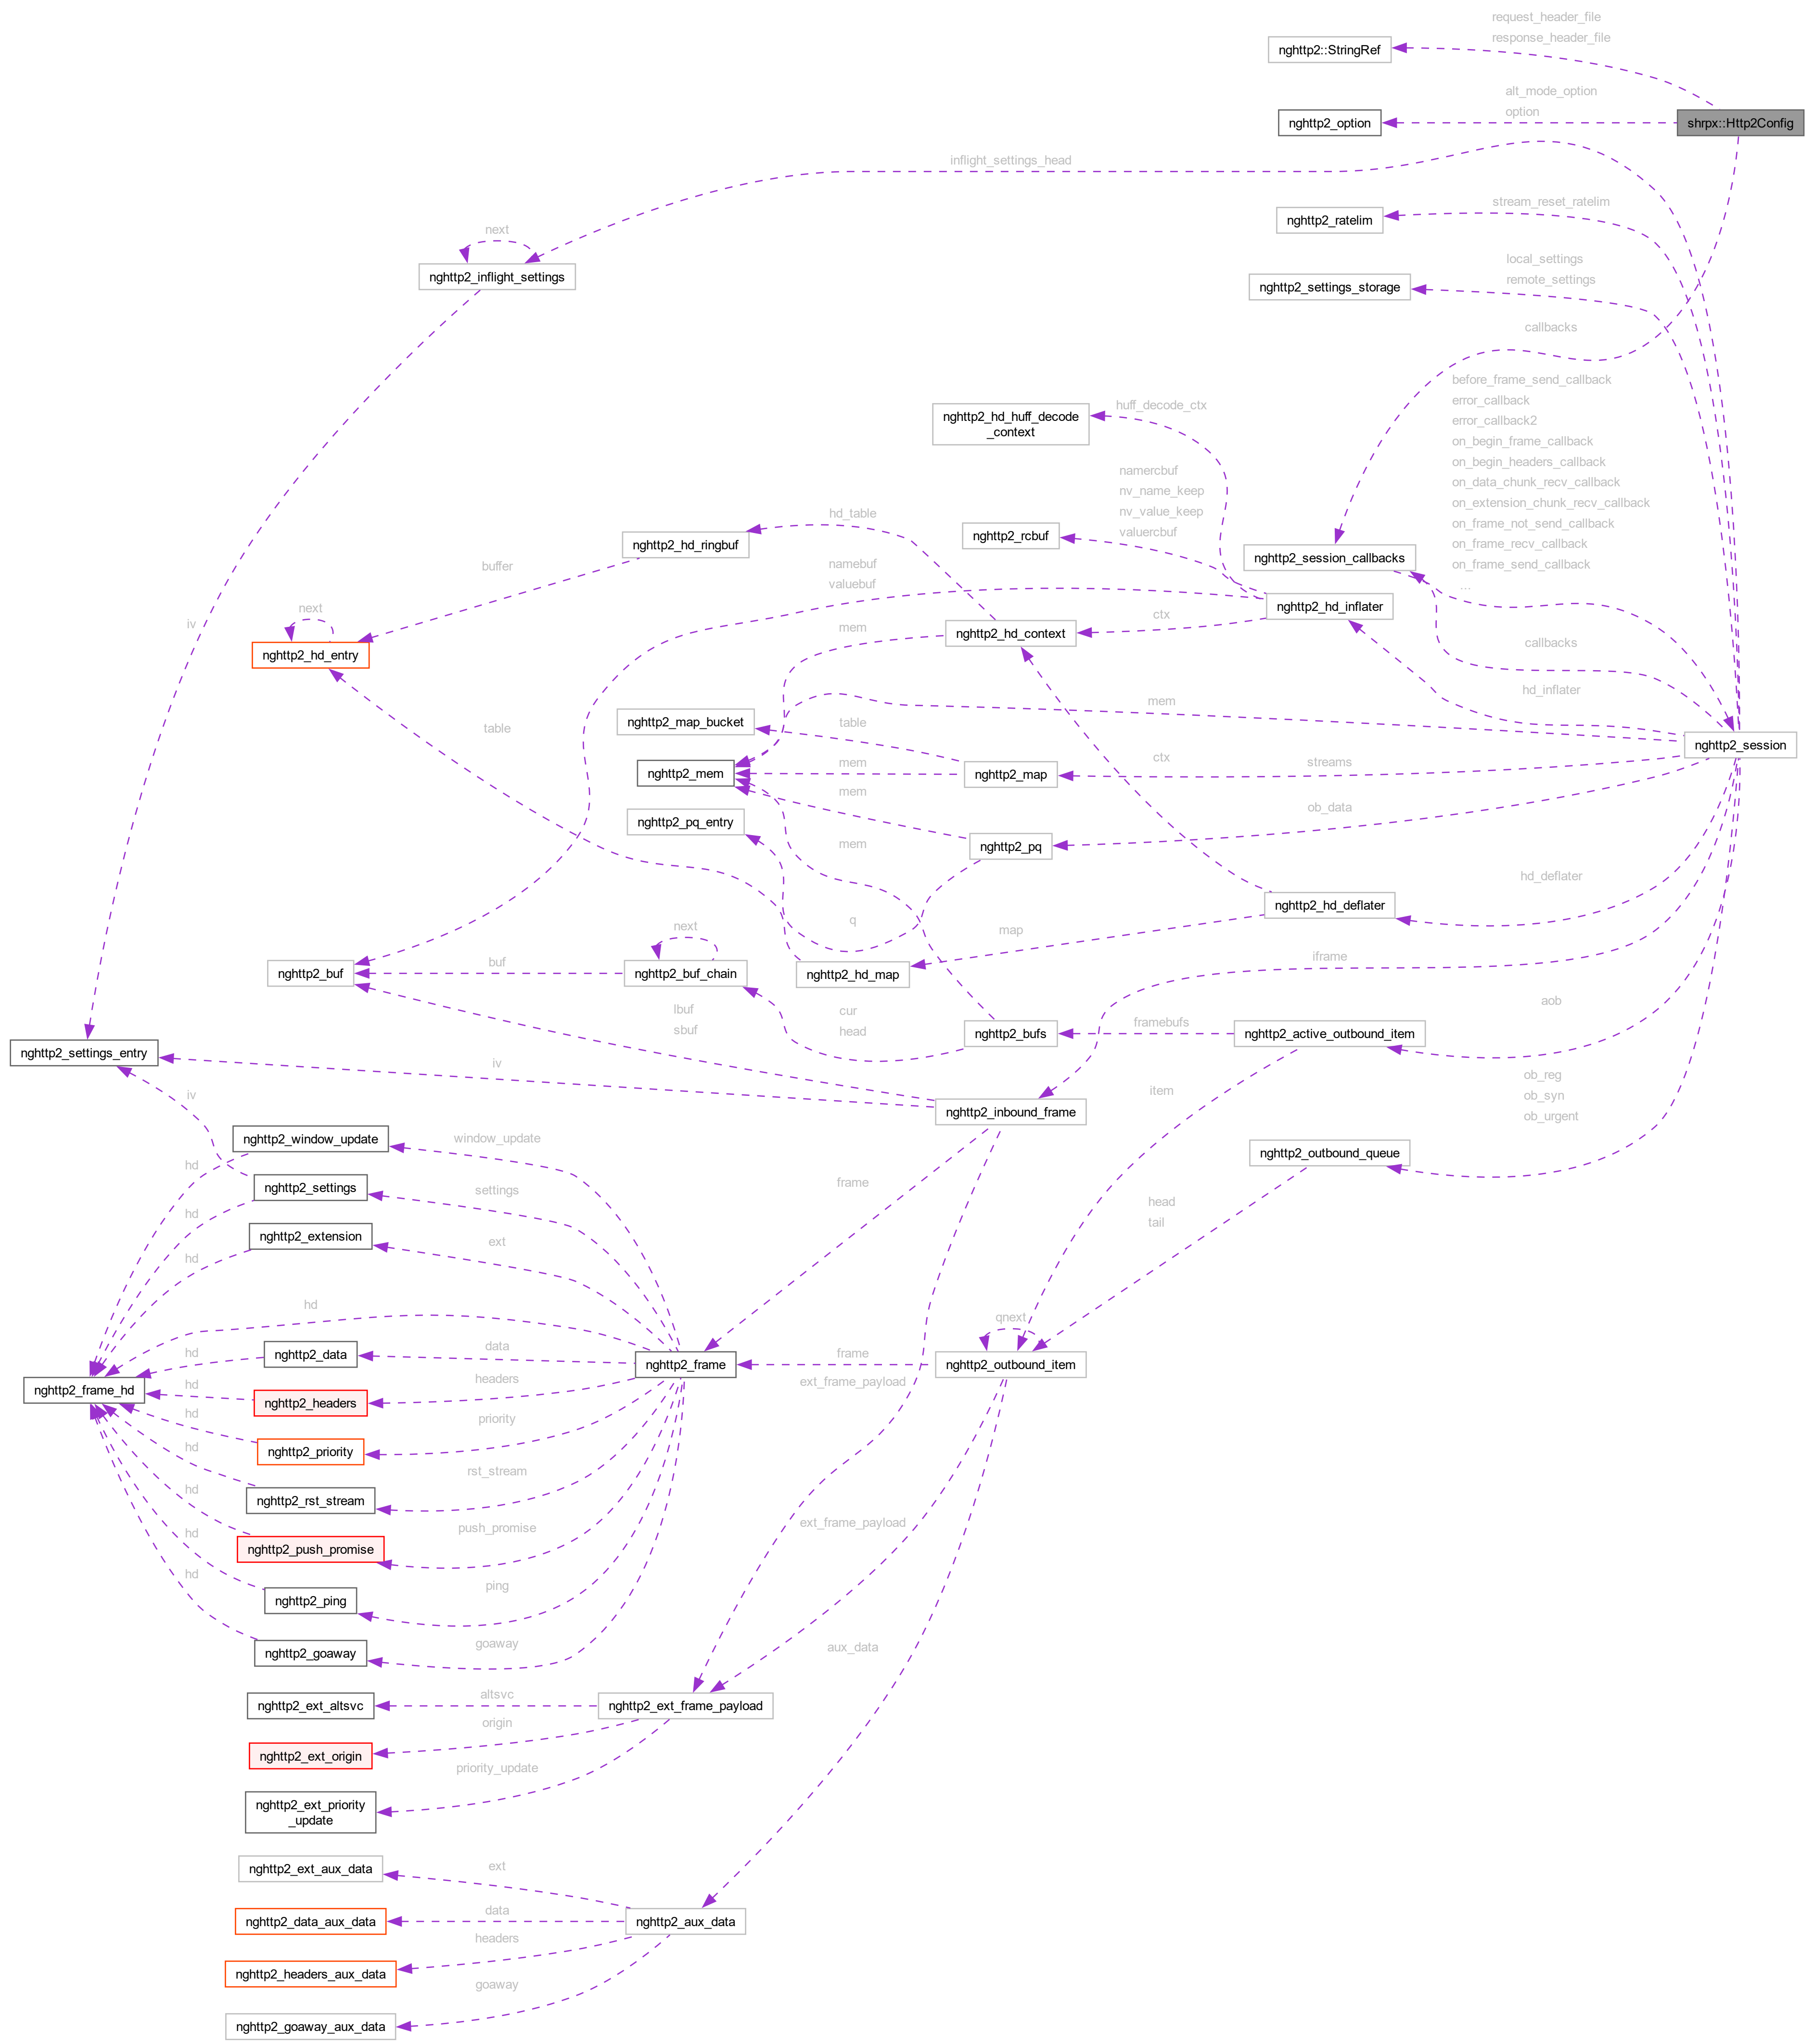 request_header_file
response_header_file
nghttp2::StringRef
alt_mode_option
option
nghttp2_option
shrpx::Http2Config
inflight_settings_head
stream_reset_ratelim
nghttp2_ratelim
next
nghttp2_inflight_settings
local_settings
remote_settings
nghttp2_settings_storage
callbacks
before_frame_send_callback
error_callback
error_callback2
on_begin_frame_callback
on_begin_headers_callback
on_data_chunk_recv_callback
on_extension_chunk_recv_callback
on_frame_not_send_callback
on_frame_recv_callback
on_frame_send_callback
...
huff_decode_ctx
nghttp2_hd_huff_decode
_context
namercbuf
nv_name_keep
nv_value_keep
valuercbuf
hd_table
nghttp2_hd_ringbuf
nghttp2_rcbuf
nghttp2_session_callbacks
buffer
namebuf
valuebuf
nghttp2_hd_inflater
next
iv
ctx
mem
nghttp2_hd_context
nghttp2_hd_entry
callbacks
hd_inflater
mem
table
nghttp2_map_bucket
table
nghttp2_session
nghttp2_mem
mem
nghttp2_map
streams
ctx
mem
ob_data
nghttp2_pq_entry
mem
nghttp2_pq
hd_deflater
nghttp2_hd_deflater
q
map
next
buf
nghttp2_buf
nghttp2_buf_chain
nghttp2_hd_map
iframe
aob
lbuf
sbuf
cur
head
nghttp2_bufs
framebufs
nghttp2_active_outbound_item
nghttp2_settings_entry
iv
item
ob_reg
ob_syn
ob_urgent
iv
nghttp2_inbound_frame
nghttp2_window_update
window_update
nghttp2_outbound_queue
hd
nghttp2_settings
settings
frame
head
tail
hd
nghttp2_extension
ext
hd
hd
qnext
nghttp2_data
data
hd
nghttp2_frame
frame
nghttp2_outbound_item
nghttp2_frame_hd
headers
ext_frame_payload
hd
nghttp2_headers
priority
hd
nghttp2_priority
rst_stream
hd
nghttp2_rst_stream
push_promise
ext_frame_payload
hd
nghttp2_push_promise
hd
ping
hd
nghttp2_ping
goaway
aux_data
nghttp2_goaway
altsvc
nghttp2_ext_altsvc
nghttp2_ext_frame_payload
origin
nghttp2_ext_origin
priority_update
nghttp2_ext_priority
_update
nghttp2_ext_aux_data
ext
nghttp2_data_aux_data
data
nghttp2_aux_data
headers
nghttp2_headers_aux_data
goaway
nghttp2_goaway_aux_data